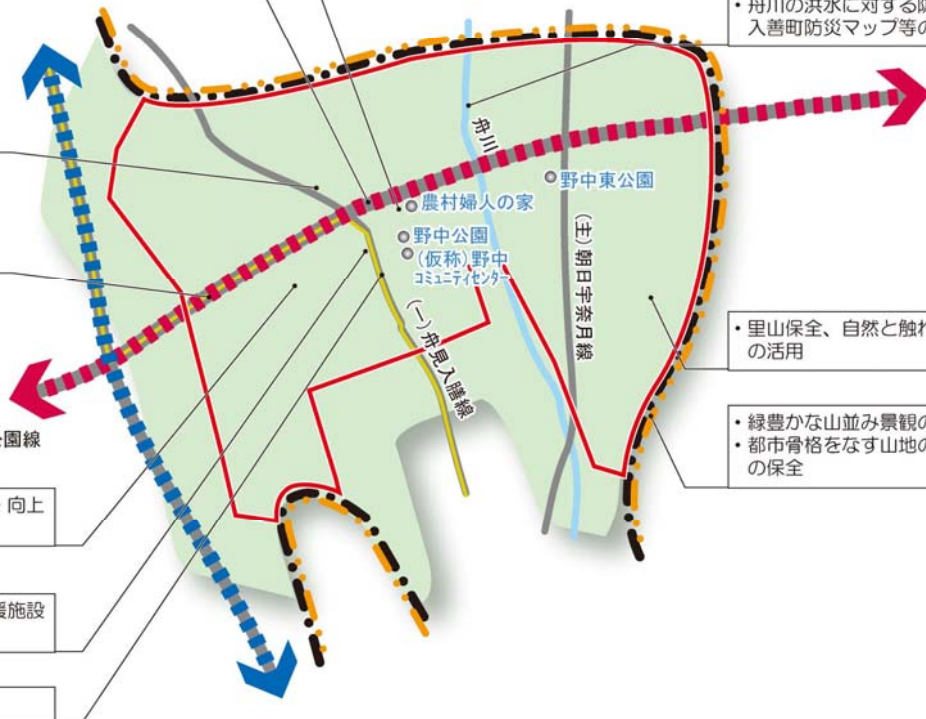 ・舟川の洪水に対する防
入善町防災マップ等の
舟川
野中東公園
農村婦人の家
野中公園
(仮称)野中
コミュニティセンター
(主)朝日宇奈月線
(一)舟見入膳線
・里山保全、自然と触れ
の活用
・緑豊かな山並み景観の
・都市骨格をなす山地の
の保全
園線
向上
援施設